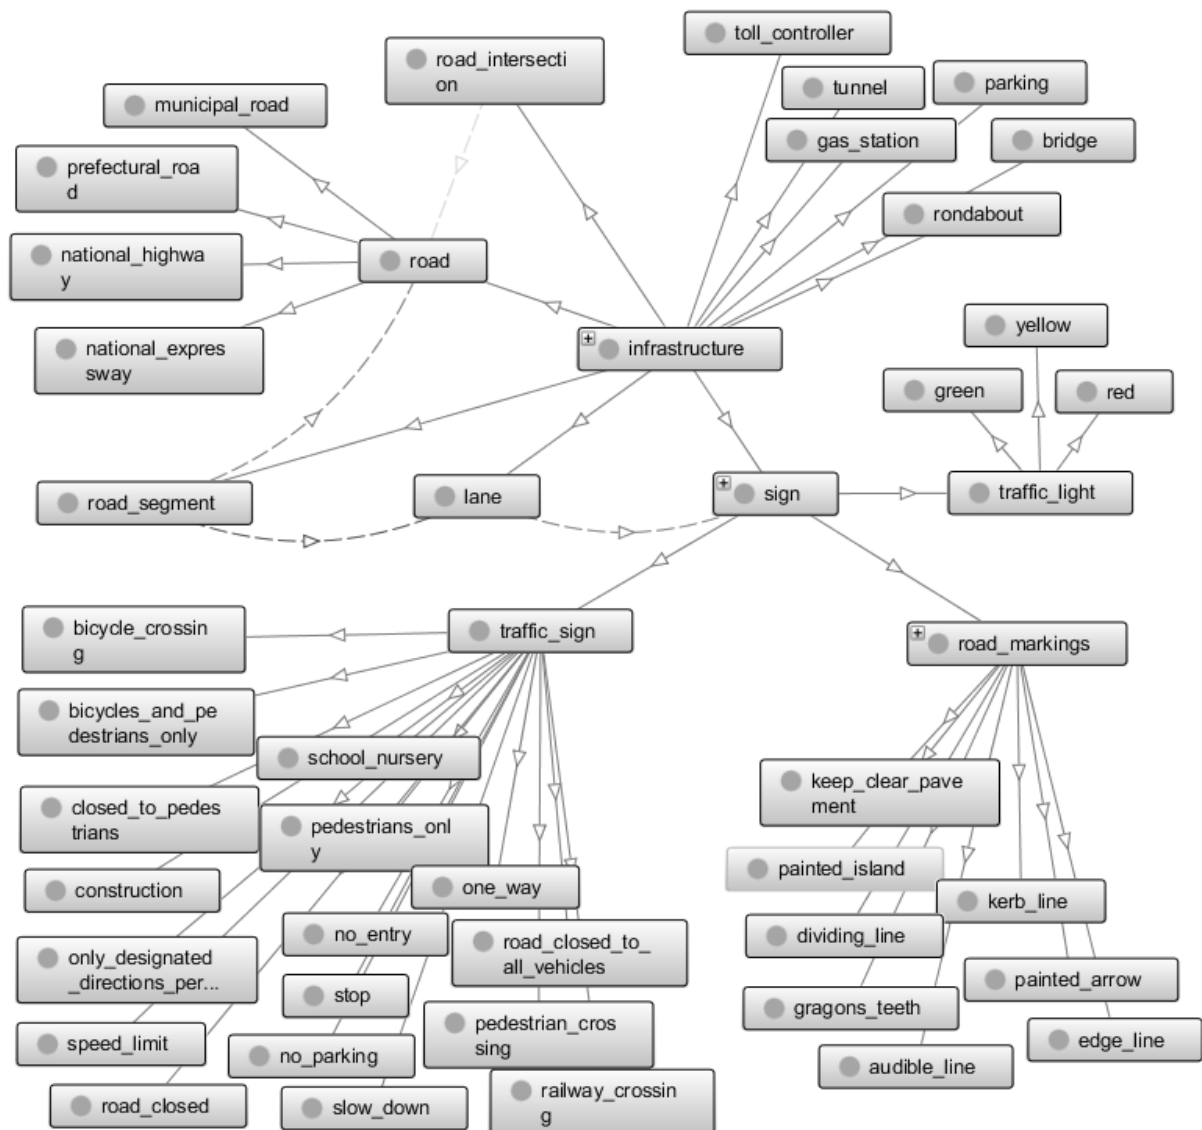 toll_controller
road_intersecti
on
tunnel
parking
municipal_road
gas_station
bridge
prefectural_roa
d
rondabout
national_highwa
y
road
yellow
national_expres
sway
infrastructure
green
red
road_segment
lane
sign
traffic_light
bicycle_crossin
g
traffic_sign
road_markings
bicycles_and_pe
destrians_only
school_nursery
keep_clear_pave
ment
closed_to_pedes
trians
pedestrians_onl
y
painted_island
construction
one_way
kerb_line
no_entry
road_closed_to_
all_vehicles
dividing_line
only_designated
_directions_per...
stop
painted_arrow
gragons_teeth
speed_limit
no_parking
pedestrian_cros
sing
edge_line
audible_line
road_closed
slow_down
railway_crossin
g